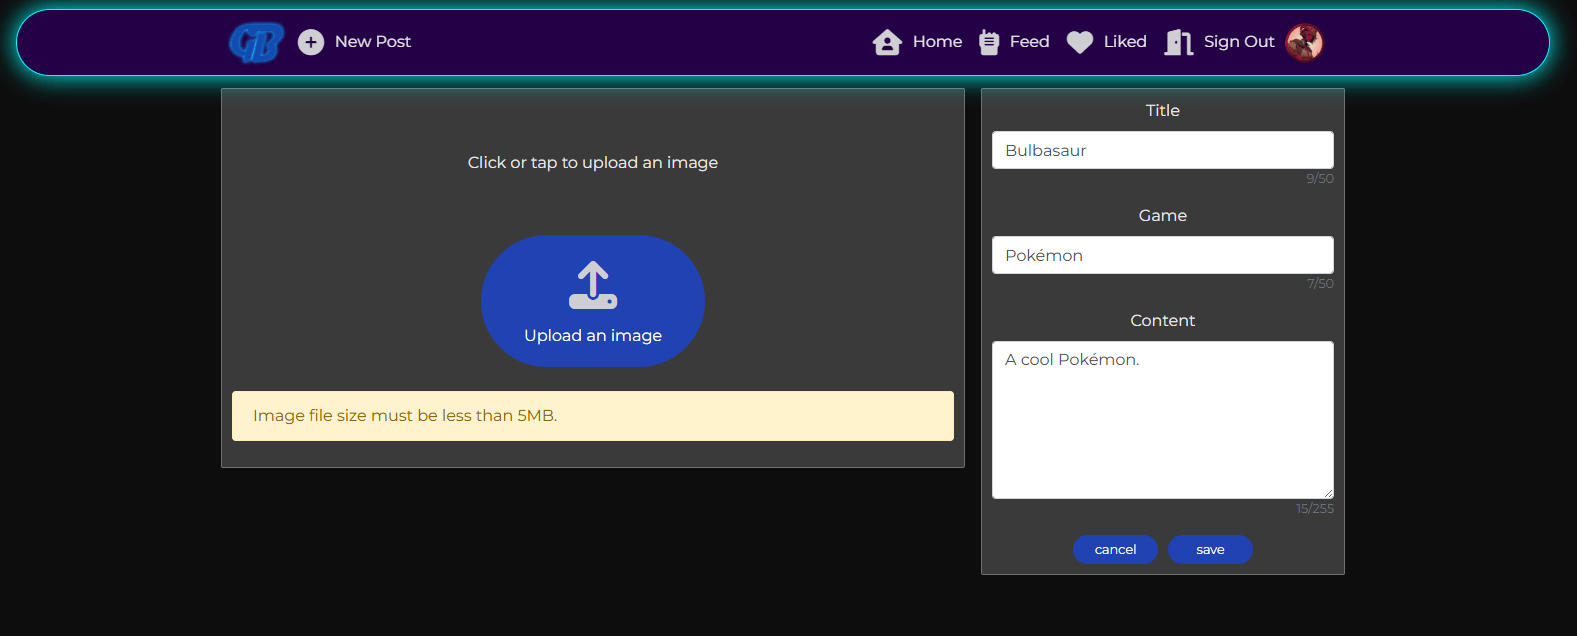 GB
New Post
Home
Feed
Liked
Sign Out
Click or tap to upload an image
Upload an image
Image file size must be less than 5MB.
Title
Bulbasaur
9/50
Game
Pokémon
7/50
Content
A cool Pokémon.
15/255
cancel
save